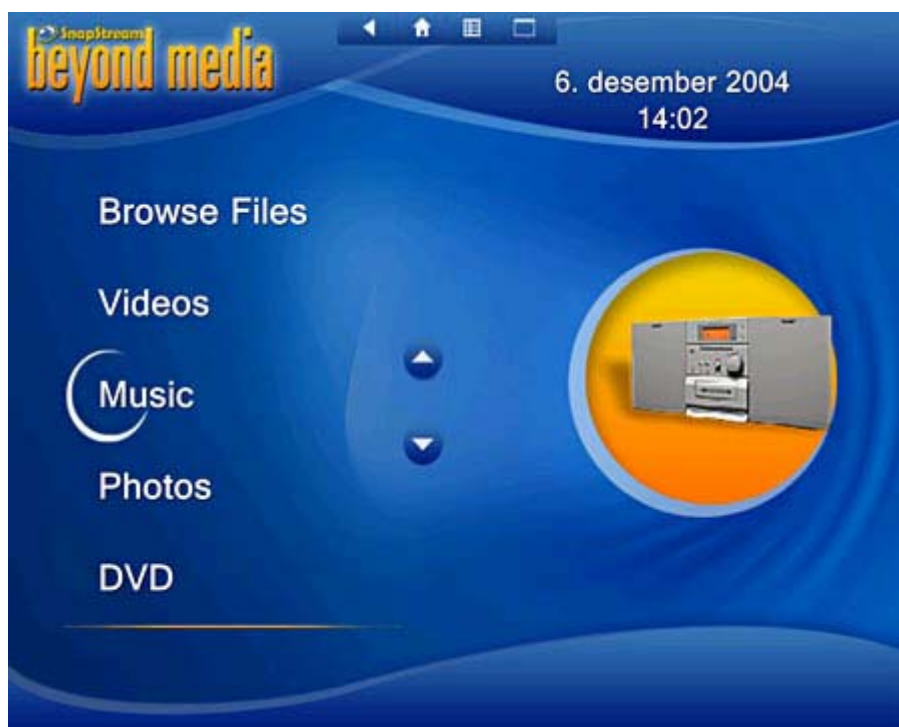 SnapStream
beyond media
6. desember 2004
14:02
Browse Files
Videos
Music
Photos
DVD